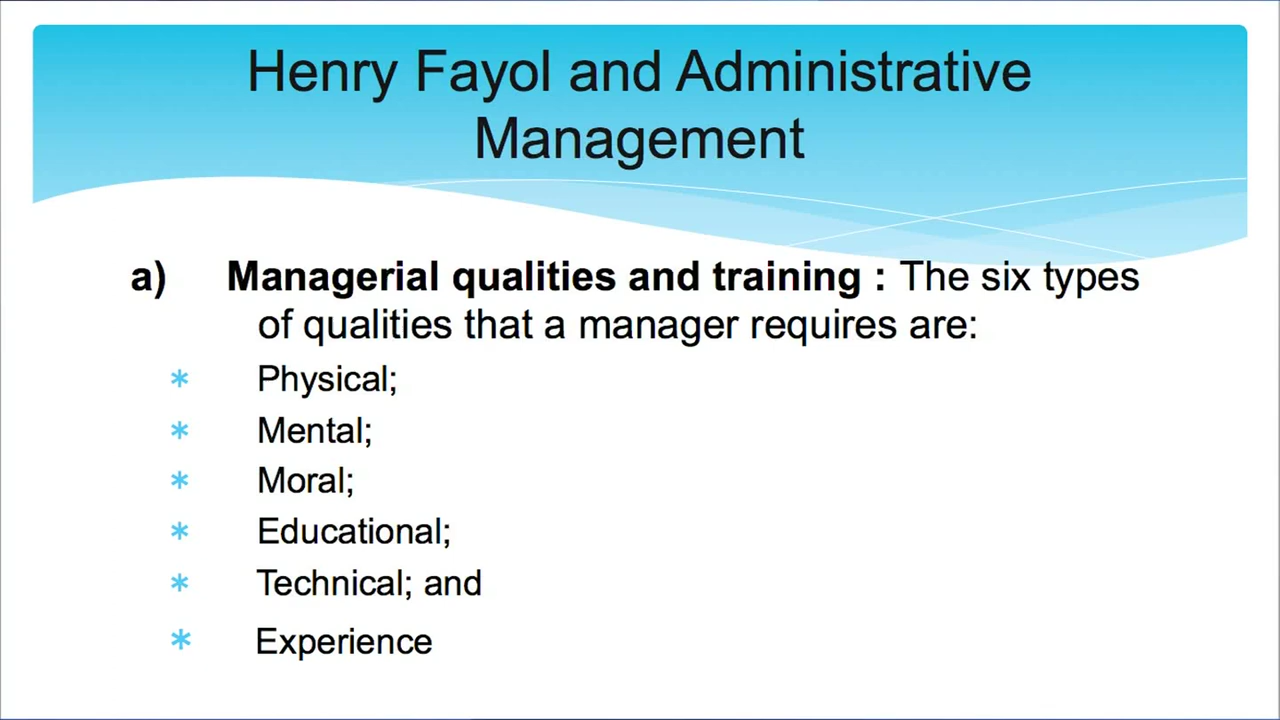 Henry Fayol and Administrative
Management
a) Managerial qualities and training : The six types
of qualities that a manager requires are:
* Physical;
* Mental;
* Moral;
* Educational;
* Technical; and
* Experience